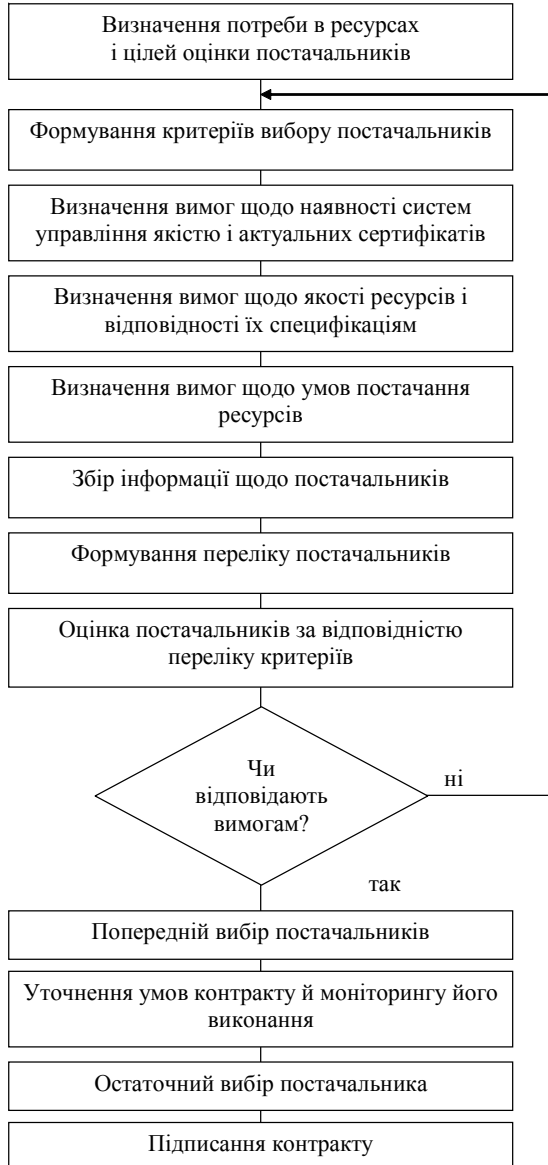 Визначення потреби в ресурсах
і цілей оцінки постачальників
Формування критеріїв вибору постачальників
Визначення вимог щодо наявності систем
управління якістю і актуальних сертифікатів
Визначення вимог щодо якості ресурсів і
відповідності їх специфікаціям
Визначення вимог щодо умов постачання
ресурсів
Збір інформації щодо постачальників
Формування переліку постачальників
Оцінка постачальників за відповідністю
переліку критеріїв
Чи
відповідають
вимогам?
ні
так
Попередній вибір постачальників
Уточнення умов контракту й моніторингу його
виконання
Остаточний вибір постачальника
Підписання контракту